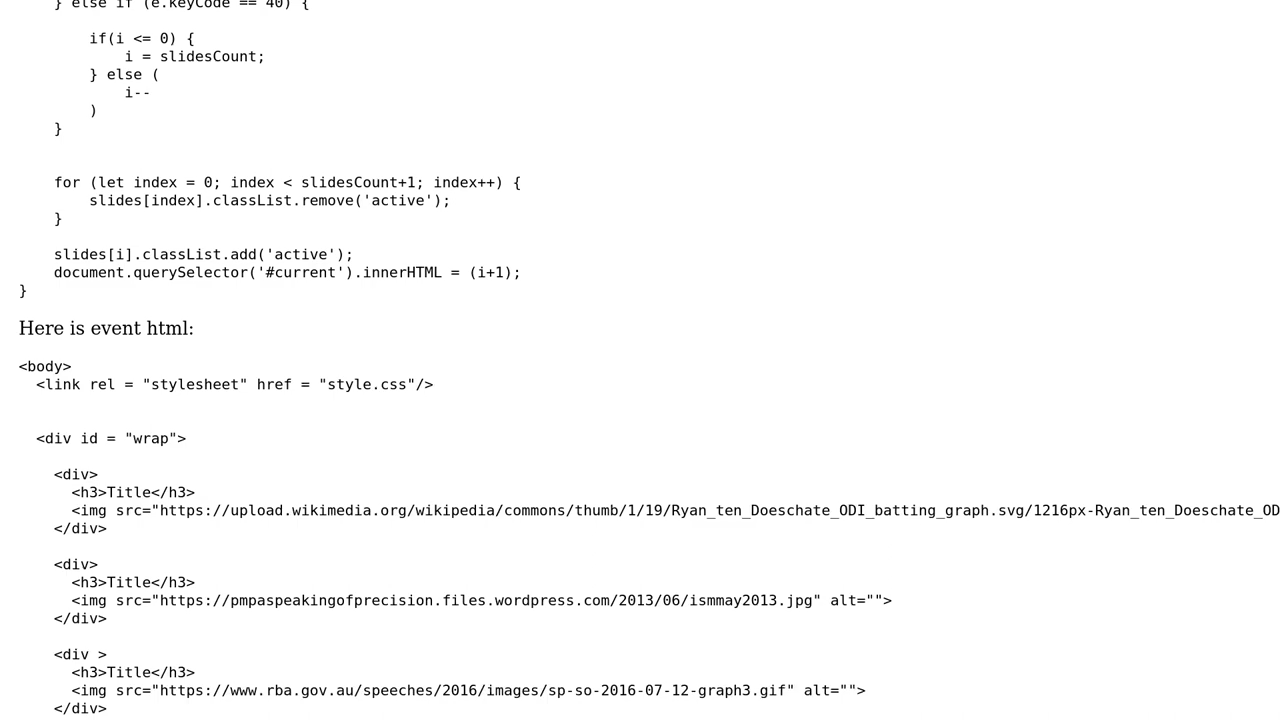 } else if (e.keyCode == 40) {

        if(i <= 0) {
            i = slidesCount;
        } else (
            i--
        )
    }


    for (let index = 0; index < slidesCount+1; index++) {
        slides[index].classList.remove('active');
    }

    slides[i].classList.add('active');
    document.querySelector('#current').innerHTML = (i+1);
}
Here is event html:
<body>
  <link rel = "stylesheet" href = "style.css"/>


  <div id = "wrap">

    <div>
      <h3>Title</h3>
      <img src="https://upload.wikimedia.org/wikipedia/commons/thumb/1/19/Ryan_ten_Doeschate_ODI_batting_graph.svg/1216px-Ryan_ten_Doeschate_OD
    </div>

    <div>
      <h3>Title</h3>
      <img src="https://pmpaspeakingofprecision.files.wordpress.com/2013/06/ismmay2013.jpg" alt="">
    </div>

    <div >
      <h3>Title</h3>
      <img src="https://www.rba.gov.au/speeches/2016/images/sp-so-2016-07-12-graph3.gif" alt="">
    </div>